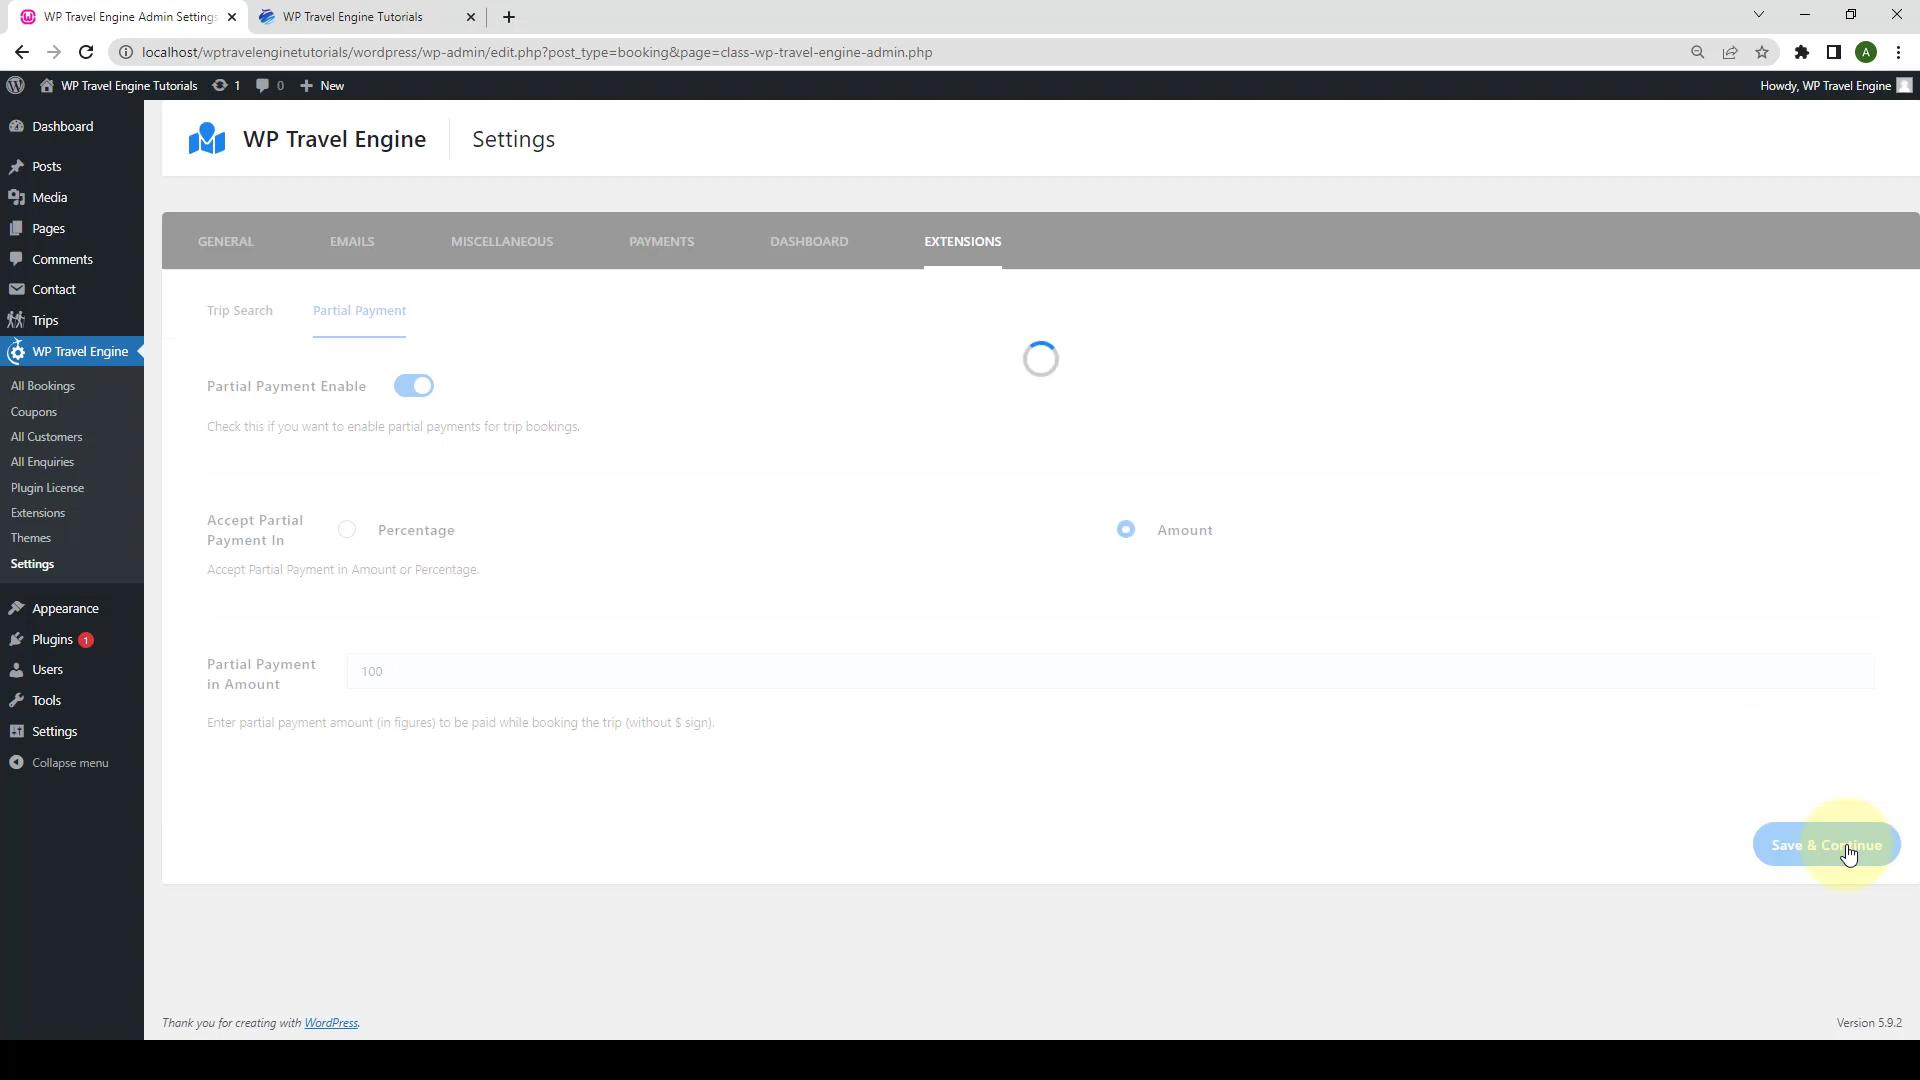 WP Travel Engine Admin Settings
WP Travel Engine Tutorials
localhost/wptravelenginetutorials/wordpress/wp-admin/edit.php?post_type=booking&page=class-wp-travel-engine-admin.php
A
WP Travel Engine Tutorials
1
0
New
Howdy, WP Travel Engine
Dashboard
Posts
Media
Pages
Comments
Contact
Trips
WP Travel Engine
All Bookings
Coupons
All Customers
All Enquiries
Plugin License
Extensions
Themes
Settings
Appearance
Plugins 1
Users
Tools
Settings
Collapse menu
WP Travel Engine
Settings
GENERAL
EMAILS
MISCELLANEOUS
PAYMENTS
DASHBOARD
EXTENSIONS
Trip Search
Partial Payment
Partial Payment Enable
Check this if you want to enable partial payments for trip bookings.
Accept Partial
Payment In
Percentage
Amount
Accept Partial Payment in Amount or Percentage.
Partial Payment
in Amount
100
Enter partial payment amount (in figures) to be paid while booking the trip (without $ sign).
Save & Continue
Thank you for creating with WordPress.
Version 5.9.2